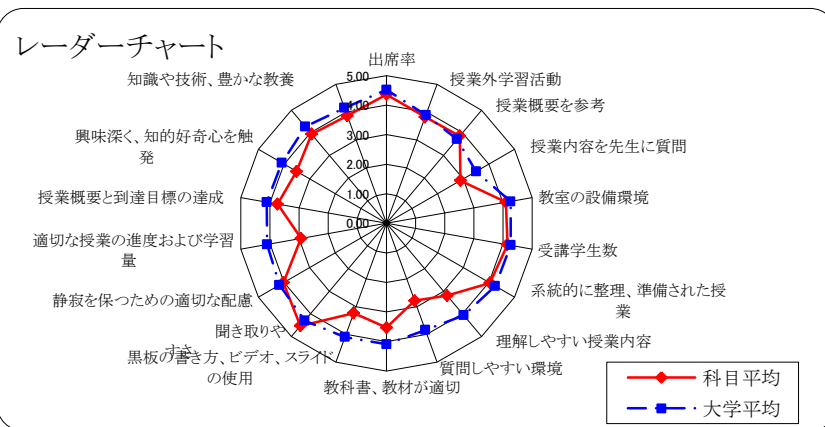 レーダーチャート
出席率
授業外学習活動
授業概要を参考
授業内容を先生に質問
教室の設備環境
受講学生数
系統的に整理、準備された授
業
理解しやすい授業内容
質問しやすい環境
教科書、教材が適切
黒板の書き方、ビデオ、スライド
の使用
聞き取りや
すさ
静寂を保つための適切な配慮
適切な授業の進度および学習
量
授業概要と到達目標の達成
興味深く、知的好奇心を触
発
知識や技術、豊かな教養
5.00
4.00
3.00
2.00
1.00
0.00
科目平均
大学平均